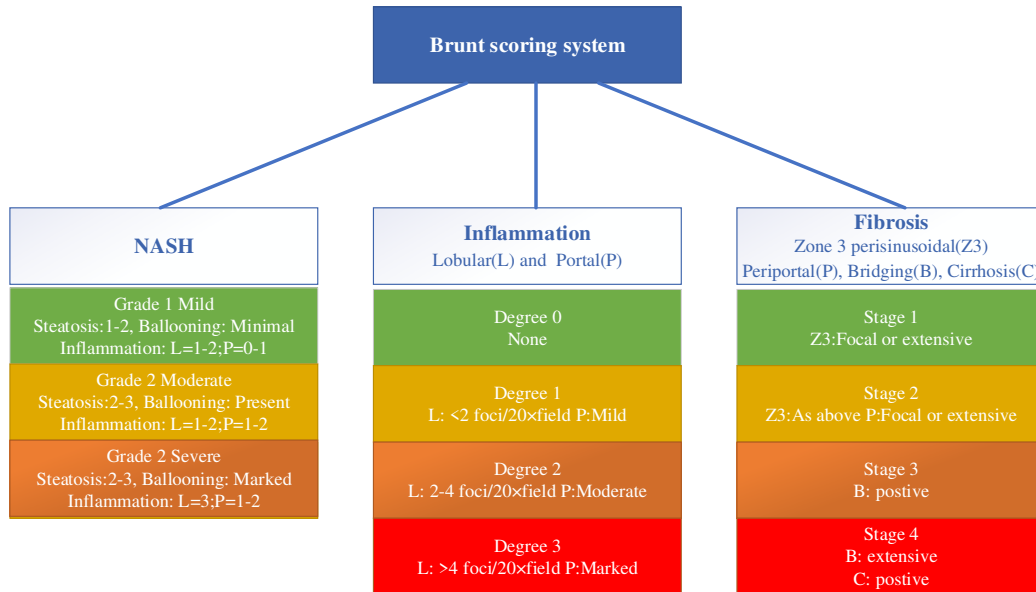 Brunt scoring system
NASH
Grade 1 Mild
Steatosis:1-2, Ballooning: Minimal
Inflammation: L=1-2;P=0-1
Grade 2 Moderate
Steatosis:2-3, Ballooning: Present
Inflammation: L=1-2;P=1-2
Grade 2 Severe
Steatosis:2-3, Ballooning: Marked
Inflammation: L=3;P=1-2
Inflammation
Lobular(L) and Portal(P)
Degree 0
None
Degree 1
L: <2 foci/20×field P:Mild
Degree 2
L: 2-4 foci/20×field P:Moderate
Degree 3
L: >4 foci/20×field P:Marked
Fibrosis
Zone 3 perisinusoidal(Z3)
Periportal(P), Bridging(B), Cirrhosis(C)
Stage 1
Z3:Focal or extensive
Stage 2
Z3:As above P:Focal or extensive
Stage 3
B: postive
Stage 4
B: extensive
C: postive